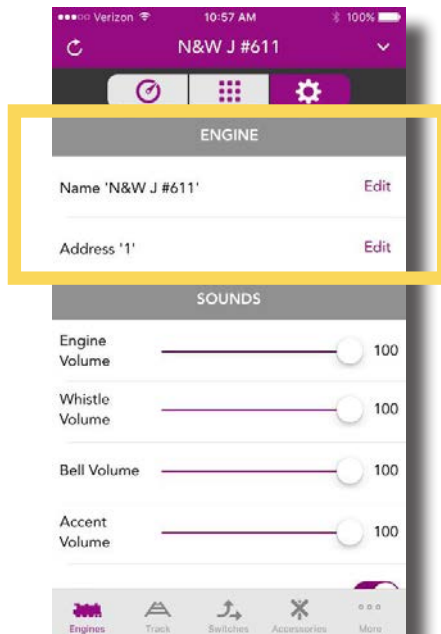 Verizon 10:57 AM 100%
N&W J #611
ENGINE
Name 'N&W J #611' Edit
Address '1' Edit
SOUNDS
Engine
Volume 100
Whistle
Volume 100
Bell Volume 100
Accent
Volume 100
Engines Track Switches Accessories More